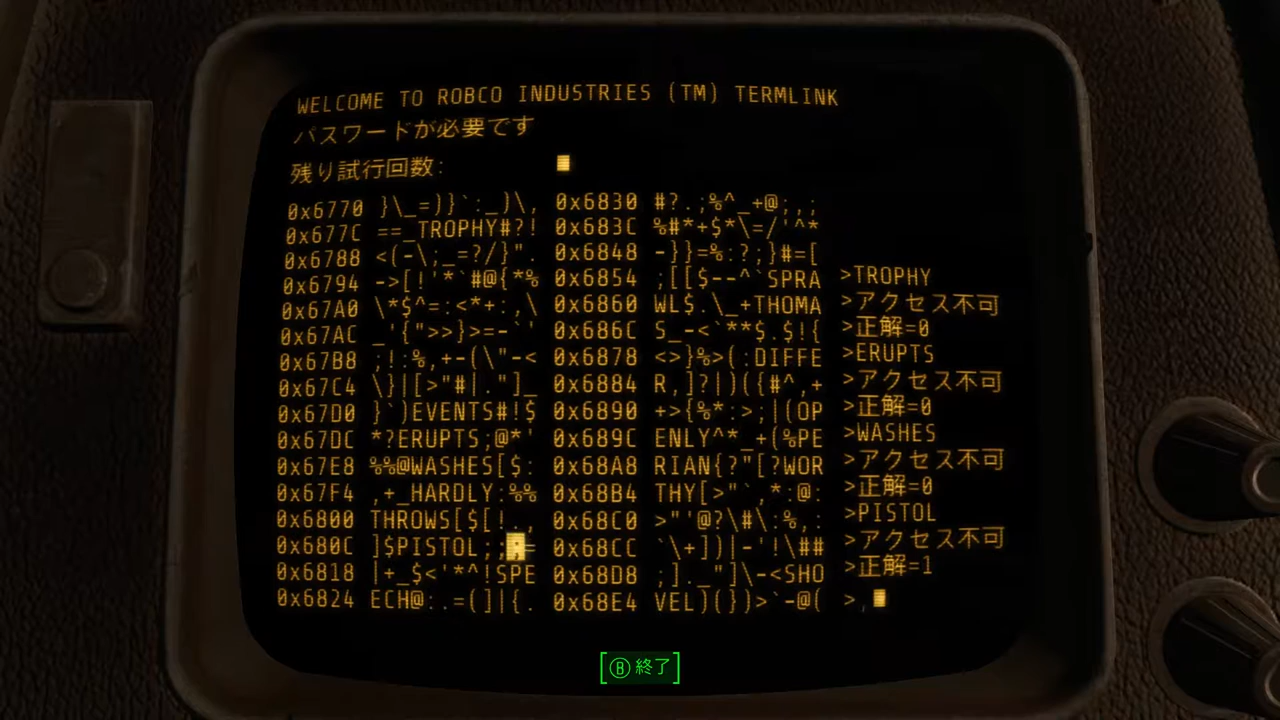 WELCOME TO ROBCO INDUSTRIES (TM) TERMLINK
パスワードが必要です
残り試行回数:
0x6770 }\_=)}`:_)\,
0x677C ==_TROPHY#?!
0x6788 <(-\;_=?/}".
0x6794 ->[!'*`#@{*%
0x67A0 \*$^=:<*+:,\
0x67AC _'{">>}>=-`'
0x67B8 ;!:%,+-(\"-<
0x67C4 \}|[>"#|."]_
0x67D0 }`)EVENTS#!$
0x67DC *?ERUPTS;@*'
0x67E8 %%@WASHES[$:
0x67F4 ,+_HARDLY:%%
0x6800 THROWS[$[!.,
0x680C ]$PISTOL;;,=
0x6818 |+_$<'*^!SPE
0x6824 ECH@:.=(]|{.
0x6830 #?.;%^_+@;,;
0x683C %#*+$*\=/'^*
0x6848 -}}=%:?;}#=[
0x6854 ;[[$--^`SPRA
0x6860 WL$.\_+THOMA
0x686C S_-<`**$.$!{
0x6878 <>}%>(:DIFFE
0x6884 R,]?|)({#^,+
0x6890 +>{%*:>;|(OP
0x689C ENLY^*_+(%PE
0x68A8 RIAN{?"[?WOR
0x68B4 THY[>"`,*:@:
0x68C0 >"'@?\#\:%,:
0x68CC `\+])|-'!\##
0x68D8 ;]._"]\-<SHO
0x68E4 VEL)(})>`-@(
>TROPHY
>アクセス不可
>正解=0
>ERUPTS
>アクセス不可
>正解=0
>WASHES
>アクセス不可
>正解=0
>PISTOL
>アクセス不可
>正解=1
>,
[Ⓑ 終了]